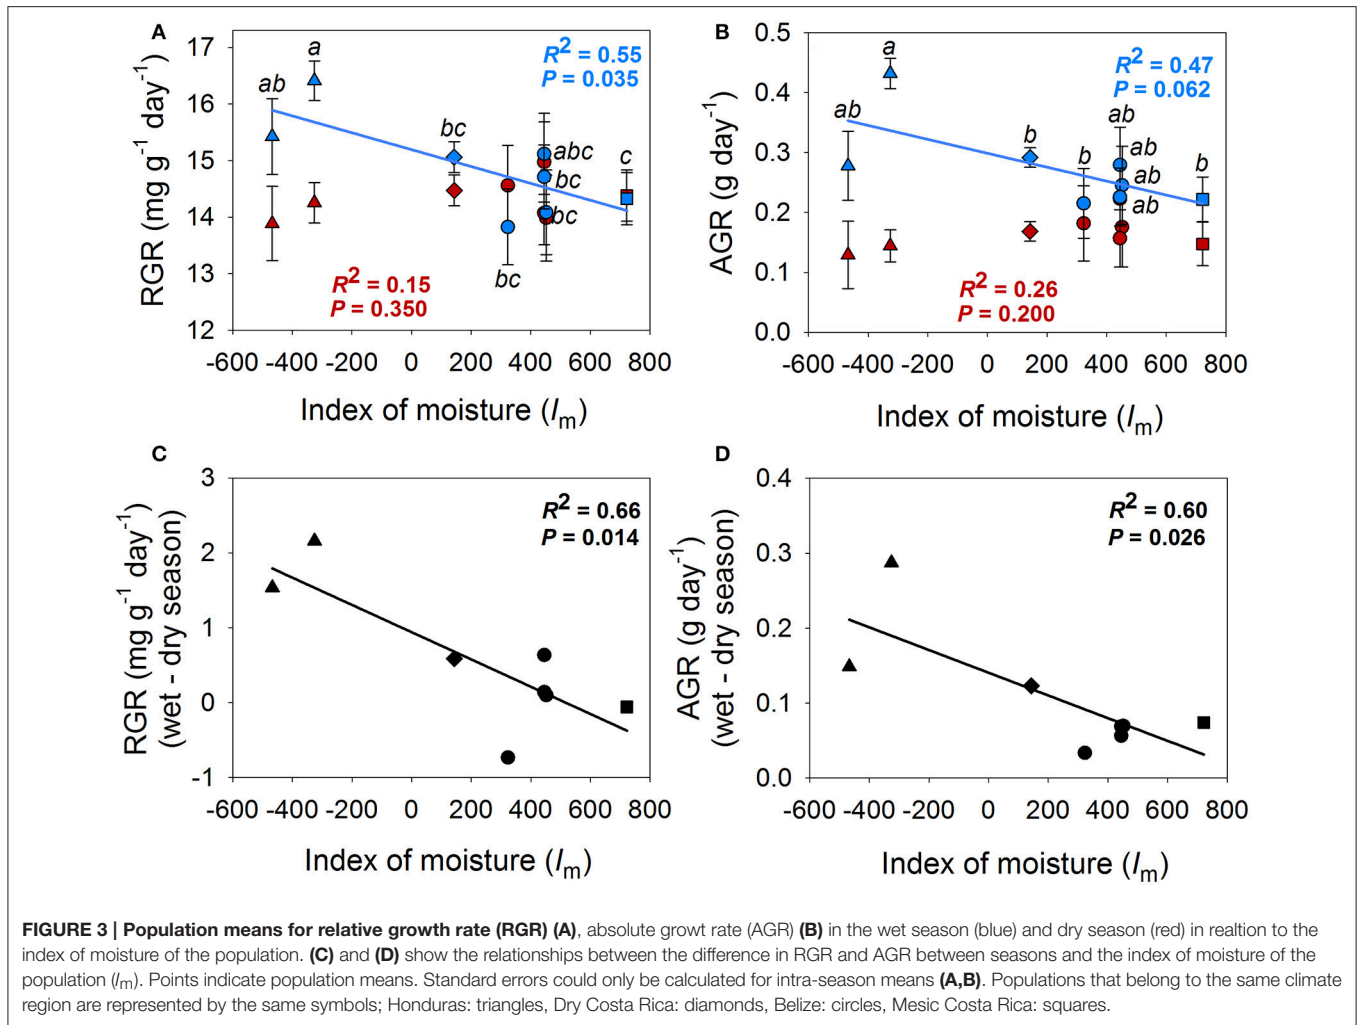 A
RGR (mg g-1 day-1)
17
16
15
14
13
12
ab
a
bc
bc
abc
bc
bc
c
R2 = 0.55
P = 0.035
R2 = 0.15
P = 0.350
-600 -400 -200 0 200 400 600 800
Index of moisture (Im)
B
AGR (g day-1)
0.5
0.4
0.3
0.2
0.1
0.0
ab
a
b
b
ab
ab
ab
b
R2 = 0.47
P = 0.062
R2 = 0.26
P = 0.200
-600 -400 -200 0 200 400 600 800
Index of moisture (Im)
C
RGR (mg g-1 day-1)
(wet - dry season)
3
2
1
0
-1
R2 = 0.66
P = 0.014
-600 -400 -200 0 200 400 600 800
Index of moisture (Im)
D
AGR (g day-1)
(wet - dry season)
0.4
0.3
0.2
0.1
0.0
R2 = 0.60
P = 0.026
-600 -400 -200 0 200 400 600 800
Index of moisture (Im)
FIGURE 3 | Population means for relative growth rate (RGR) (A), absolute growt rate (AGR) (B) in the wet season (blue) and dry season (red) in realtion to the
index of moisture of the population. (C) and (D) show the relationships between the difference in RGR and AGR between seasons and the index of moisture of the
population (Im). Points indicate population means. Standard errors could only be calculated for intra-season means (A,B). Populations that belong to the same climate
region are represented by the same symbols; Honduras: triangles, Dry Costa Rica: diamonds, Belize: circles, Mesic Costa Rica: squares.